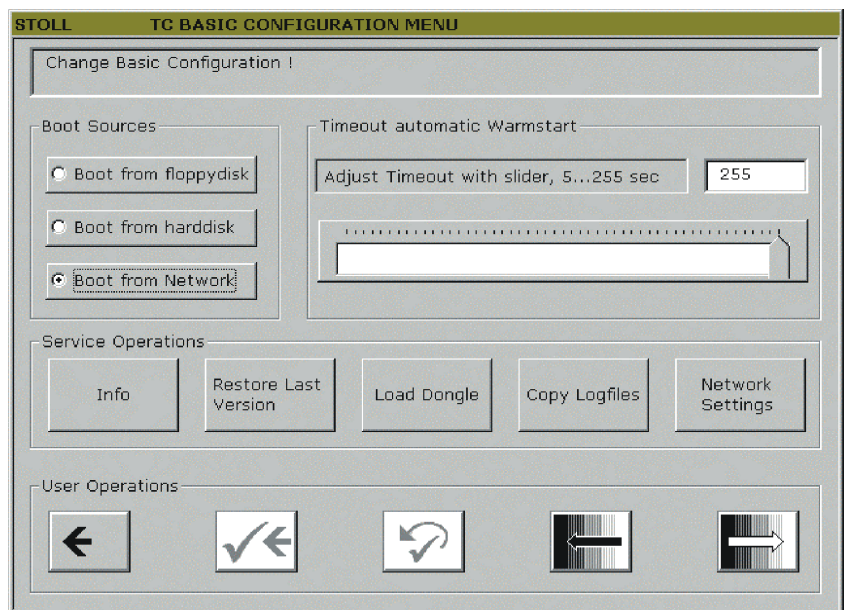 STOLL TC BASIC CONFIGURATION MENU
Change Basic Configuration !
Boot Sources
Boot from floppydisk
Boot from harddisk
Boot from Network
Timeout automatic Warmstart
Adjust Timeout with slider, 5...255 sec
255
Service Operations
Info
Restore Last
Version
Load Dongle
Copy Logfiles
Network
Settings
User Operations